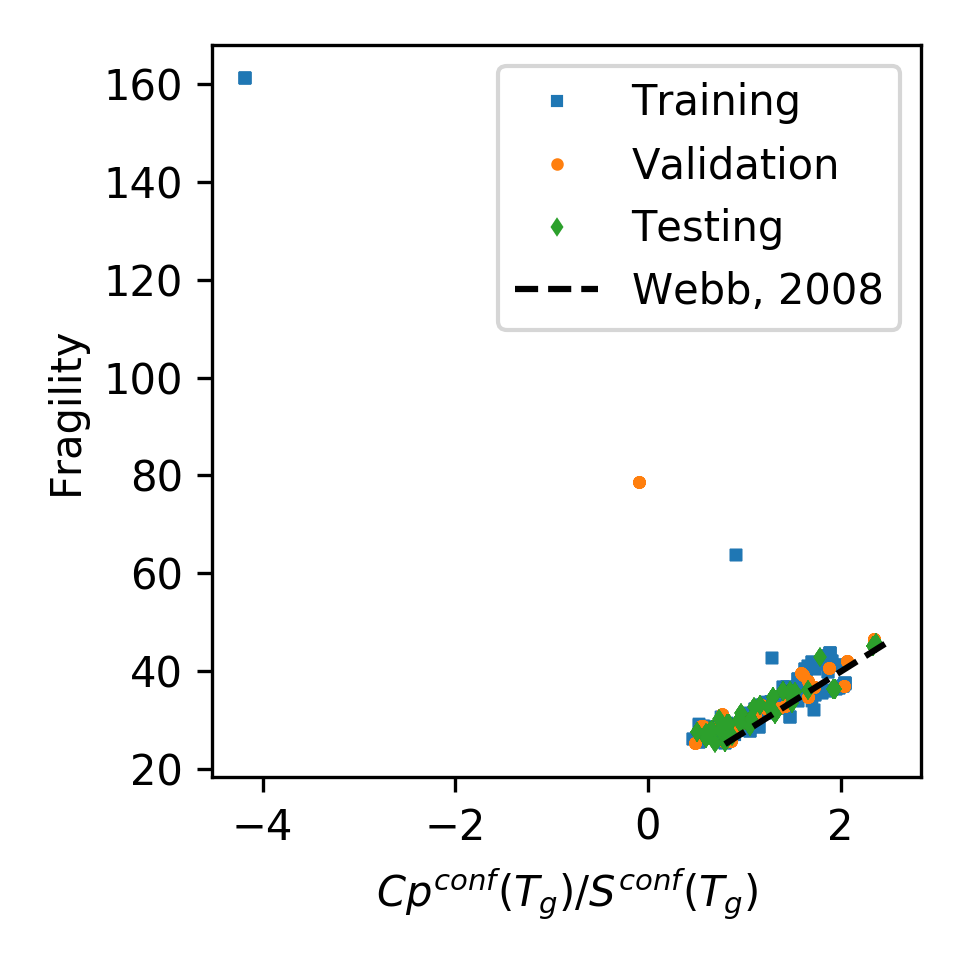 160
140
120
100
80
60
40
20
Fragility
Training
Validation
Testing
Webb, 2008
−4
−2
0
2
Cp^{conf}(T_g)/S^{conf}(T_g)